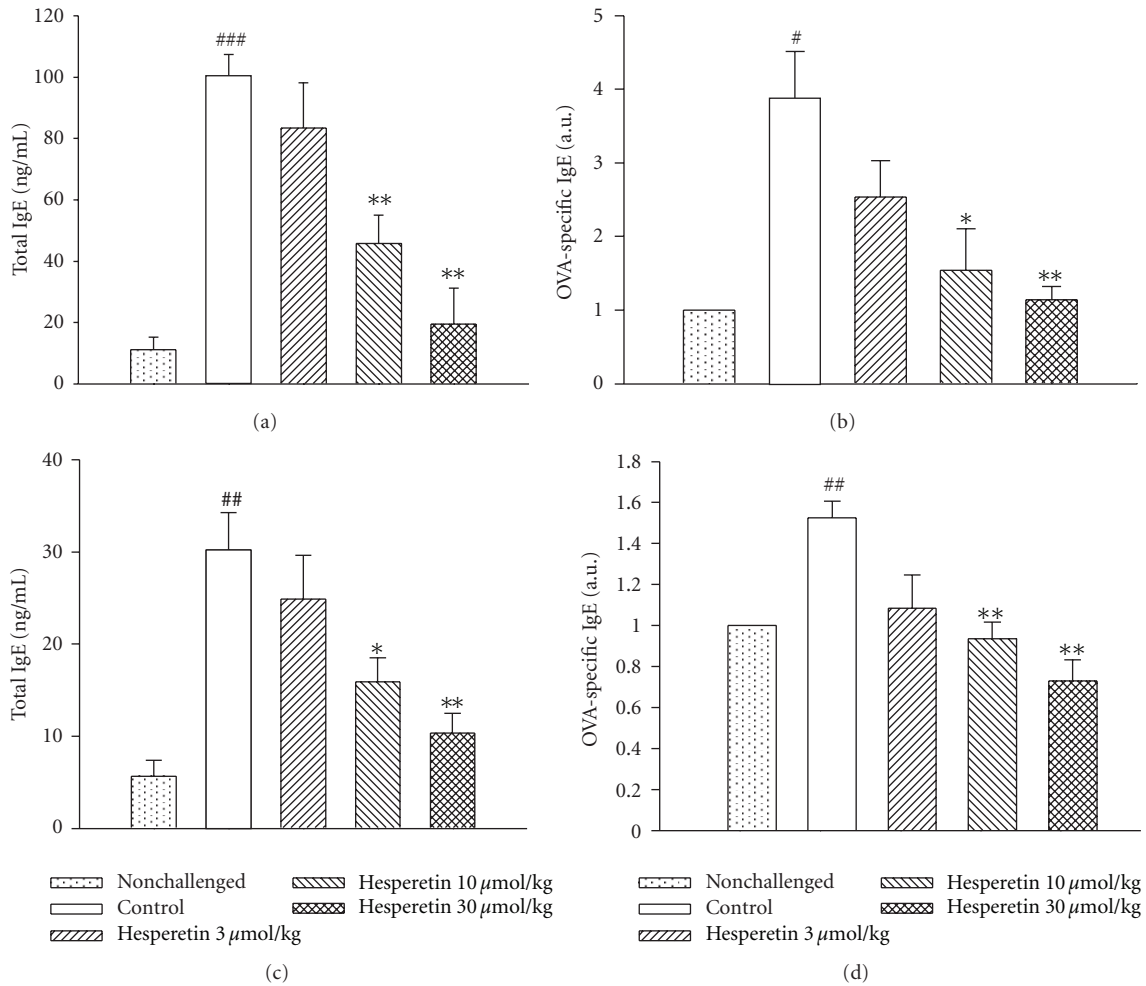 Total IgE (ng/mL)
120
100
80
60
40
20
0
###
**
**
(a)
OVA-specific IgE (a.u.)
5
4
3
2
1
0
#
*
**
(b)
Total IgE (ng/mL)
40
30
20
10
0
##
*
**
Nonchallenged
Control
Hesperetin 3 μmol/kg
Hesperetin 10 μmol/kg
Hesperetin 30 μmol/kg
(c)
OVA-specific IgE (a.u.)
1.8
1.6
1.4
1.2
1
0.8
0.6
0.4
0.2
0
##
**
**
Nonchallenged
Control
Hesperetin 3 μmol/kg
Hesperetin 10 μmol/kg
Hesperetin 30 μmol/kg
(d)